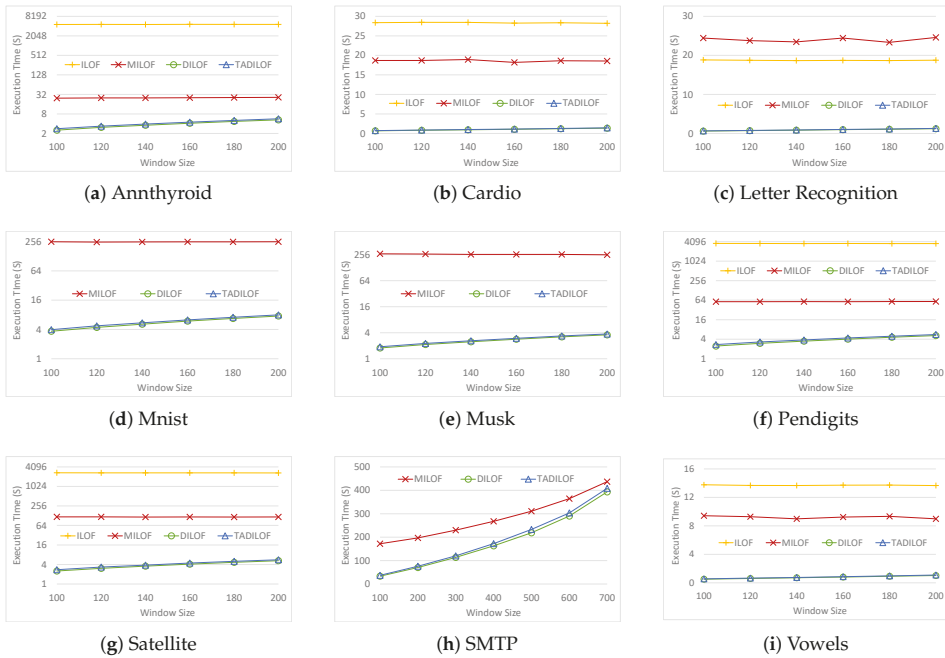 8192
2048
512
128
32
8
2
Execution TIme (S)
ILOF MILOF DILOF TADILOF
100 120 140 160 180 200
Window Size
(a) Annthyroid
30
25
20
15
10
5
0
Execution TIme (S)
ILOF MILOF DILOF TADILOF
100 120 140 160 180 200
Window Size
(b) Cardio
30
20
10
0
Execution TIme (S)
ILOF MILOF DILOF TADILOF
100 120 140 160 180 200
Window Size
(c) Letter Recognition
256
64
16
4
1
Execution TIme (S)
MILOF DILOF TADILOF
100 120 140 160 180 200
Window Size
(d) Mnist
256
64
16
4
1
Execution TIme (S)
MILOF DILOF TADILOF
100 120 140 160 180 200
Window Size
(e) Musk
4096
1024
256
64
16
4
1
Execution TIme (S)
ILOF MILOF DILOF TADILOF
100 120 140 160 180 200
Window Size
(f) Pendigits
4096
1024
256
64
16
4
1
Execution TIme (S)
ILOF MILOF DILOF TADILOF
100 120 140 160 180 200
Window Size
(g) Satellite
500
400
300
200
100
0
Execution TIme (S)
MILOF DILOF TADILOF
100 200 300 400 500 600 700
Window Size
(h) SMTP
16
12
8
4
0
Execution TIme (S)
ILOF MILOF DILOF TADILOF
100 120 140 160 180 200
Window Size
(i) Vowels